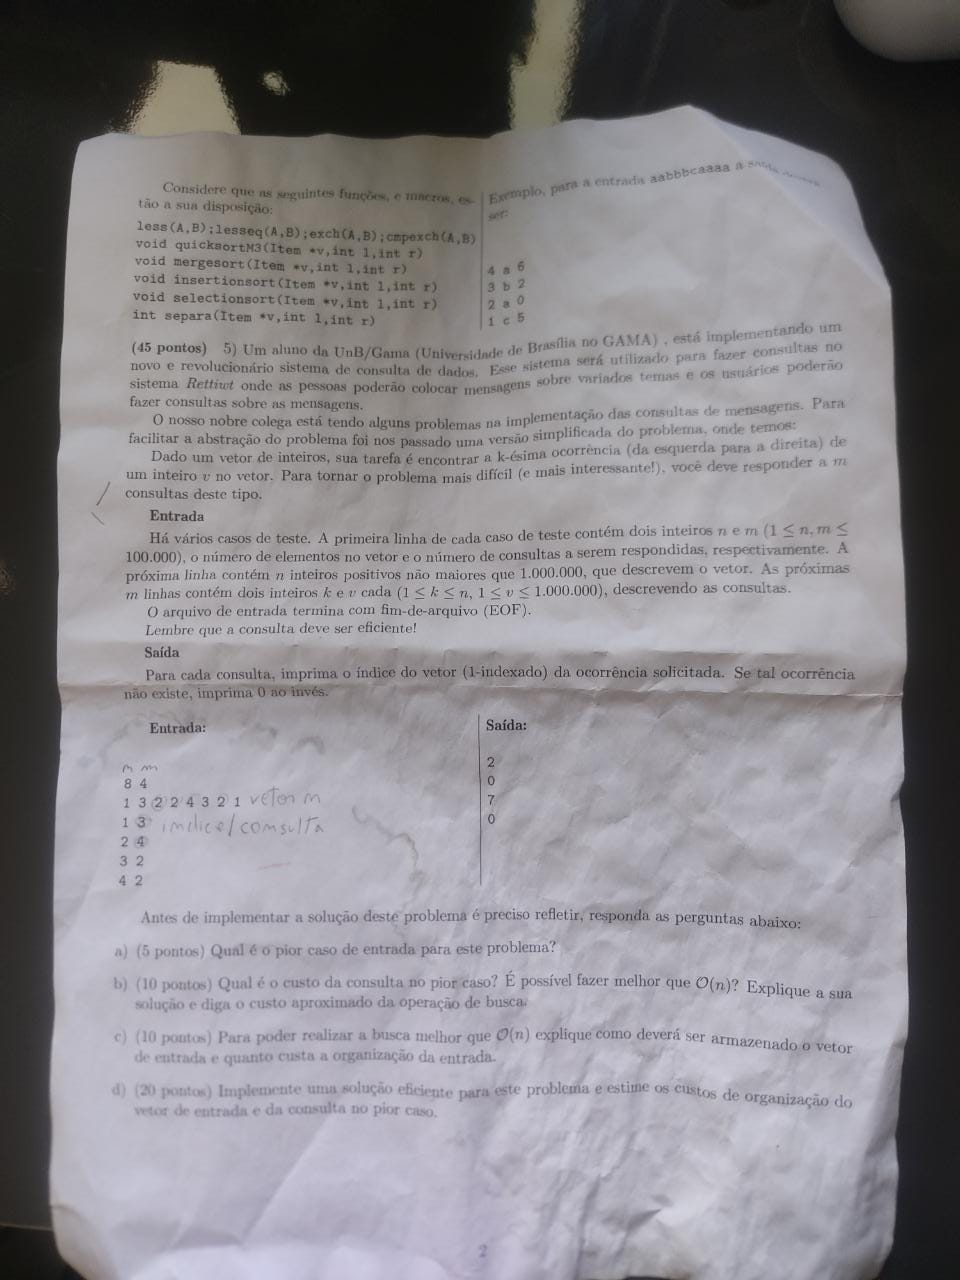 Considere que as seguintes funções, e macros, es-
tão a sua disposição:
less(A,B);lesseq(A,B);exch(A,B);cmpexch(A,B)
void quicksortM3(Item *v,int l,int r)
void mergesort(Item *v,int l,int r)
void insertionsort(Item *v,int l,int r)
void selectionsort(Item *v,int l,int r)
int separa(Item *v,int l,int r)
Exemplo, para a entrada aabbbcaaaa a saída
ser:
4 a 6
3 b 2
2 a 0
1 c 5
(45 pontos) 5) Um aluno da UnB/Gama (Universidade de Brasília no GAMA) , está implementando um
novo e revolucionário sistema de consulta de dados. Esse sistema será utilizado para fazer consultas no
sistema Rettiwt onde as pessoas poderão colocar mensagens sobre variados temas e os usuários poderão
fazer consultas sobre as mensagens.
O nosso nobre colega está tendo alguns problemas na implementação das consultas de mensagens. Para
facilitar a abstração do problema foi nos passado uma versão simplificada do problema, onde temos:
Dado um vetor de inteiros, sua tarefa é encontrar a k-ésima ocorrência (da esquerda para a direita) de
um inteiro v no vetor. Para tornar o problema mais difícil (e mais interessante!), você deve responder a m
consultas deste tipo.
Entrada
Há vários casos de teste. A primeira linha de cada caso de teste contém dois inteiros n e m (1 ≤ n, m ≤
100.000), o número de elementos no vetor e o número de consultas a serem respondidas, respectivamente. A
próxima linha contém n inteiros positivos não maiores que 1.000.000, que descrevem o vetor. As próximas
m linhas contém dois inteiros k e v cada (1 ≤ k ≤ n, 1 ≤ v ≤ 1.000.000), descrevendo as consultas.
O arquivo de entrada termina com fim-de-arquivo (EOF).
Lembre que a consulta deve ser eficiente!
Saída
Para cada consulta, imprima o índice do vetor (1-indexado) da ocorrência solicitada. Se tal ocorrência
não existe, imprima 0 ao invés.
Entrada:
n m
8 4
1 3 2 2 4 3 2 1 vetor n
1 3 indice/consulta
2 4
3 2
4 2
Saída:
2
0
7
0
Antes de implementar a solução deste problema é preciso refletir, responda as perguntas abaixo:
a) (5 pontos) Qual é o pior caso de entrada para este problema?
b) (10 pontos) Qual é o custo da consulta no pior caso? É possível fazer melhor que O(n)? Explique a sua
solução e diga o custo aproximado da operação de busca.
c) (10 pontos) Para poder realizar a busca melhor que O(n) explique como deverá ser armazenado o vetor
de entrada e quanto custa a organização da entrada.
d) (20 pontos) Implemente uma solução eficiente para este problema e estime os custos de organização do
vetor de entrada e da consulta no pior caso.
2